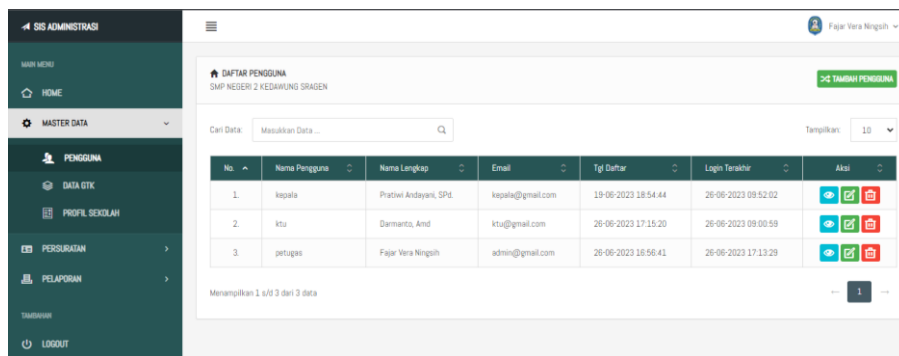 SIS ADMINISTRASI
Fajar Vera Ningsih
MAIN MENU
HOME
MASTER DATA
PENGGUNA
DATA GTK
PROFIL SEKOLAH
PERSURATAN
PELAPORAN
TAMBAHAN
LOGOUT
DAFTAR PENGGUNA
SMP NEGERI 2 KEDAWUNG SRAGEN
TAMBAH PENGGUNA
Cari Data: Masukkan Data ...
Tampilkan: 10
No. Nama Pengguna Nama Lengkap Email Tgl Daftar Login Terakhir Aksi
1. kepala Pratiwi Andayani, SPd. kepala@gmail.com 19-06-2023 18:54:44 26-06-2023 09:52:02
2. ktu Darmanto, Amd ktu@gmail.com 26-06-2023 17:15:20 26-06-2023 09:00:59
3. petugas Fajar Vera Ningsih admin@gmail.com 26-06-2023 16:56:41 26-06-2023 17:13:29
Menampilkan 1 s/d 3 dari 3 data
← 1 →